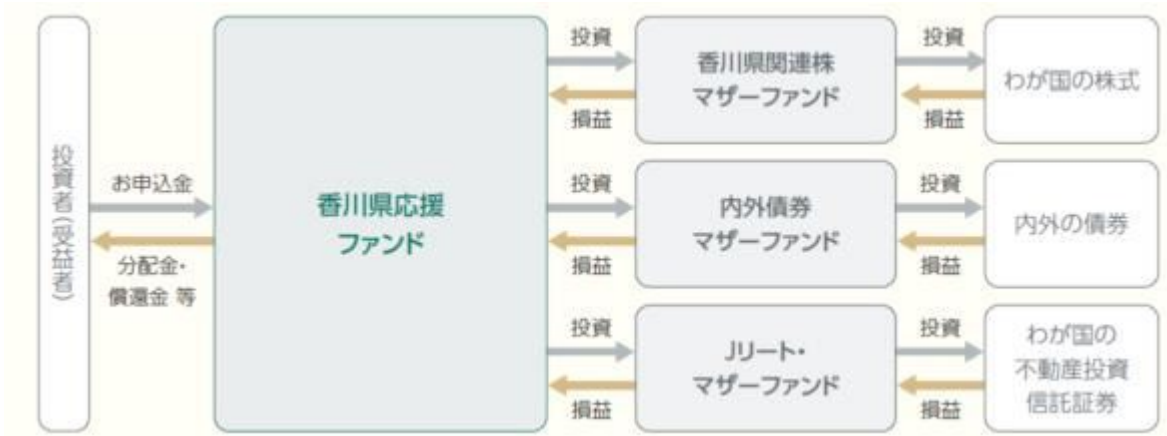 投資者(受益者)
お申込金
分配金・
償還金 等
香川県応援
ファンド
投資
損益
香川県関連株
マザーファンド
投資
損益
わが国の株式
投資
損益
内外債券
マザーファンド
投資
損益
内外の債券
投資
損益
Jリート・
マザーファンド
投資
損益
わが国の
不動産投資
信託証券